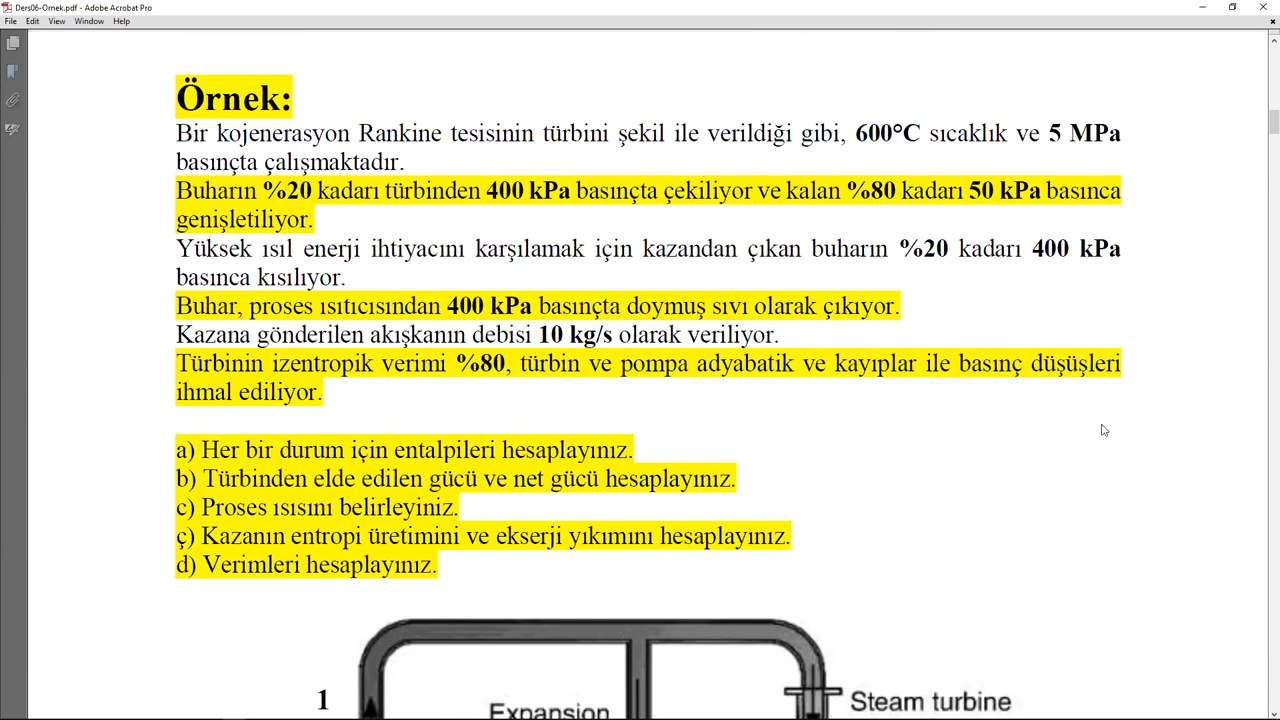 Ders06-Ornek.pdf - Adobe Acrobat Pro
File Edit View Window Help
Örnek:
Bir kojenerasyon Rankine tesisinin türbini şekil ile verildiği gibi, 600°C sıcaklık ve 5 MPa
basınçta çalışmaktadır.
Buharın %20 kadarı türbinden 400 kPa basınçta çekiliyor ve kalan %80 kadarı 50 kPa basınca
genişletiliyor.
Yüksek ısıl enerji ihtiyacını karşılamak için kazandan çıkan buharın %20 kadarı 400 kPa
basınca kısılıyor.
Buhar, proses ısıtıcısından 400 kPa basınçta doymuş sıvı olarak çıkıyor.
Kazana gönderilen akışkanın debisi 10 kg/s olarak veriliyor.
Türbinin izentropik verimi %80, türbin ve pompa adyabatik ve kayıplar ile basınç düşüşleri
ihmal ediliyor.
a) Her bir durum için entalpileri hesaplayınız.
b) Türbinden elde edilen gücü ve net gücü hesaplayınız.
c) Proses ısısını belirleyiniz.
ç) Kazanın entropi üretimini ve ekserji yıkımını hesaplayınız.
d) Verimleri hesaplayınız.
1
Expansion
Steam turbine